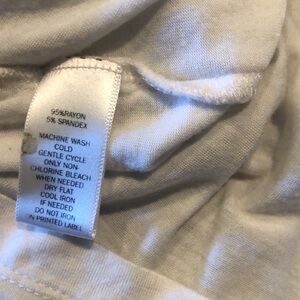 95%RAYON
5% SPANDEX
MACHINE WASH
COLD
GENTLE CYCLE
ONLY NON-
CHLORINE BLEACH
WHEN NEEDED
DRY FLAT
COOL IRON
IF NEEDED
DO NOT IRON
N PRINTED LABEL